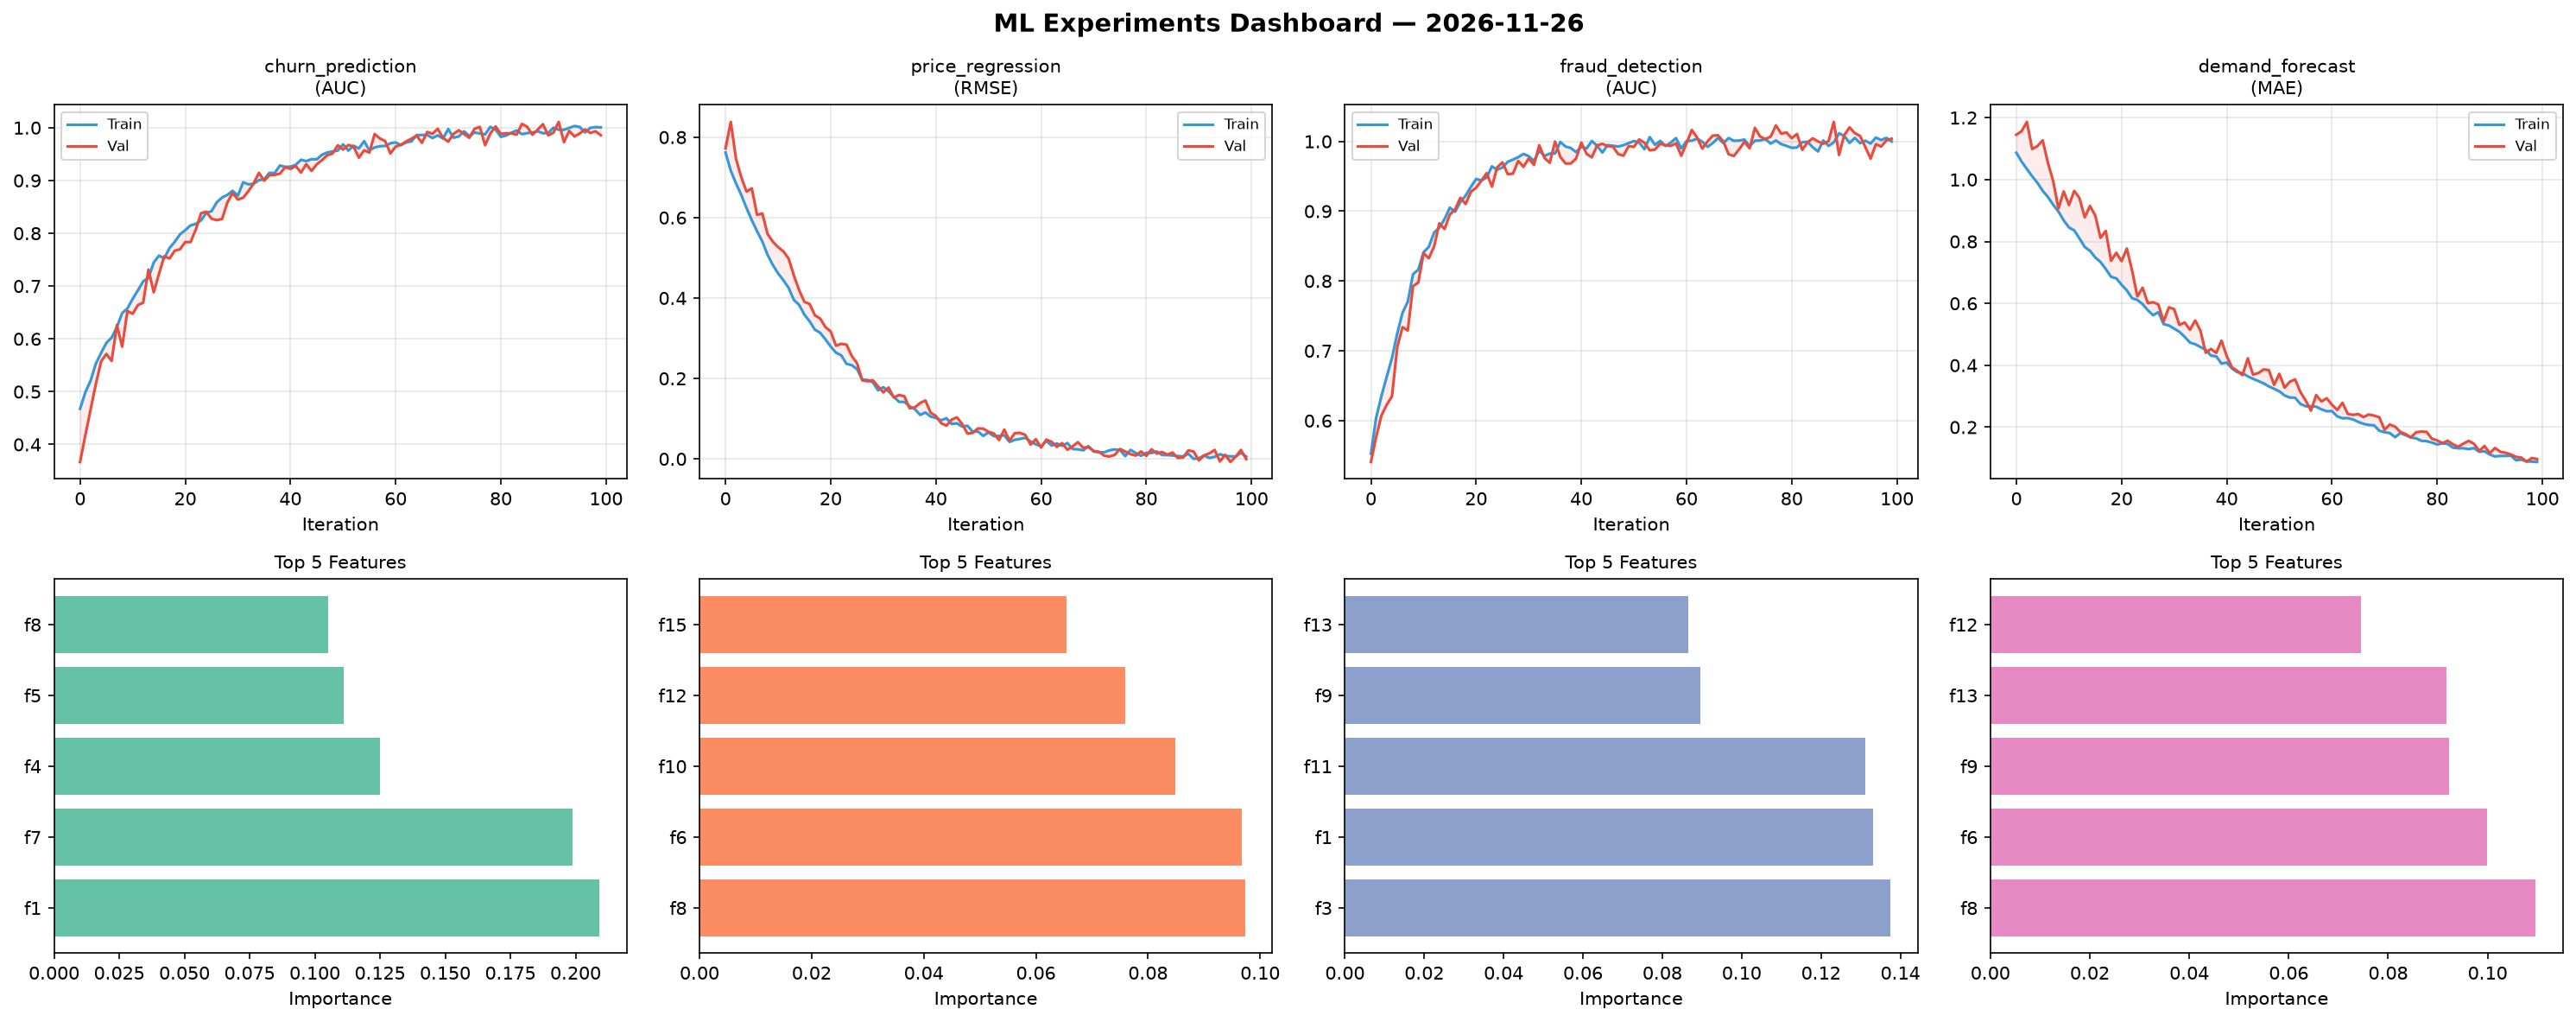 ML Experiments Dashboard — 2026-11-26
churn_prediction
(AUC)
Train
Val
1.0
0.9
0.8
0.7
0.6
0.5
0.4
0 20 40 60 80 100
Iteration
price_regression
(RMSE)
Train
Val
0.8
0.6
0.4
0.2
0.0
0 20 40 60 80 100
Iteration
fraud_detection
(AUC)
Train
Val
1.0
0.9
0.8
0.7
0.6
0 20 40 60 80 100
Iteration
demand_forecast
(MAE)
Train
Val
1.2
1.0
0.8
0.6
0.4
0.2
0 20 40 60 80 100
Iteration
Top 5 Features
f8
f5
f4
f7
f1
0.000 0.025 0.050 0.075 0.100 0.125 0.150 0.175 0.200
Importance
Top 5 Features
f15
f12
f10
f6
f8
0.00 0.02 0.04 0.06 0.08 0.10
Importance
Top 5 Features
f13
f9
f11
f1
f3
0.00 0.02 0.04 0.06 0.08 0.10 0.12 0.14
Importance
Top 5 Features
f12
f13
f9
f6
f8
0.00 0.02 0.04 0.06 0.08 0.10
Importance